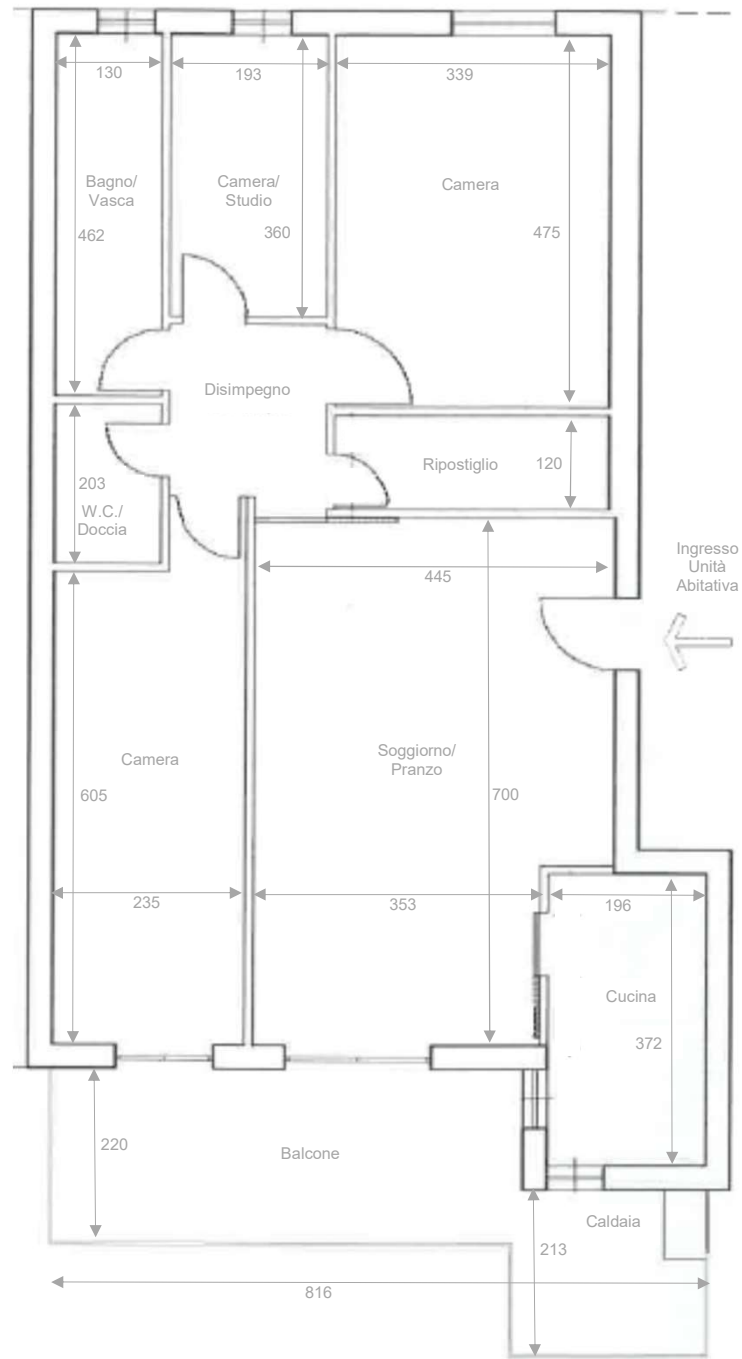 130
193
339
Bagno/
Vasca
Camera/
Studio
Camera
462
360
475
Disimpegno
203
W.C./
Doccia
Ripostiglio
120
Ingresso
Unità
Abitativa
445
Camera
Soggiorno/
Pranzo
605
700
235
353
196
Cucina
372
220
Balcone
Caldaia
213
816